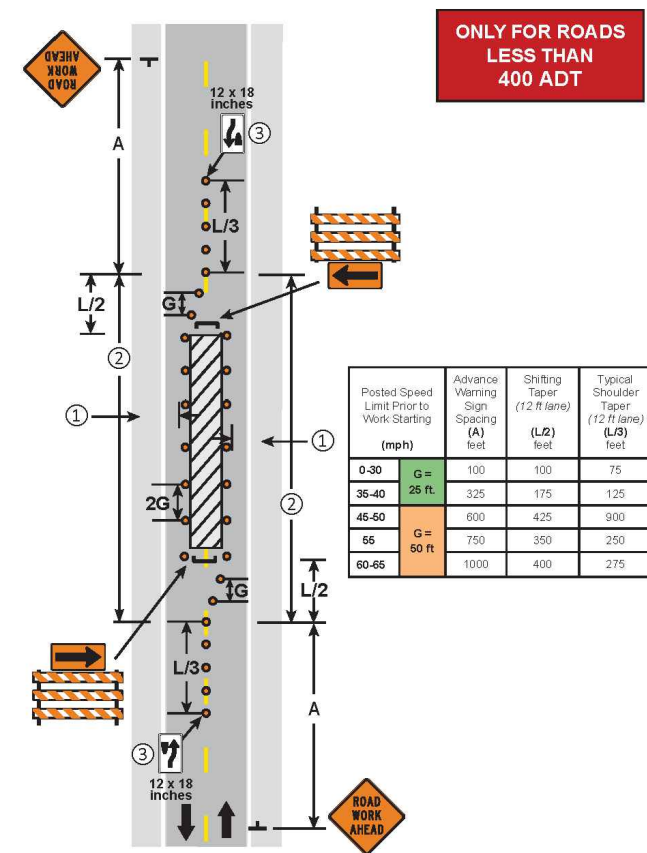 ONLY FOR ROADS
LESS THAN
400 ADT
ROAD
WORK
AHEAD
12 x 18
inches
3
A
L/3
L/2
G
2
1
1
2G
2
G
L/2
L/3
A
3
12 x 18
inches
ROAD
WORK
AHEAD
Posted Speed Limit Prior to Work Starting (mph) Advance Warning Sign Spacing (A) feet Shifting Taper (12 ft lane) (L/2) feet Typical Shoulder Taper (12 ft lane) (L/3) feet
0-30 G = 25 ft. 100 100 75
35-40 325 175 125
45-50 G = 50 ft 600 425 900
55 750 350 250
60-65 1000 400 275